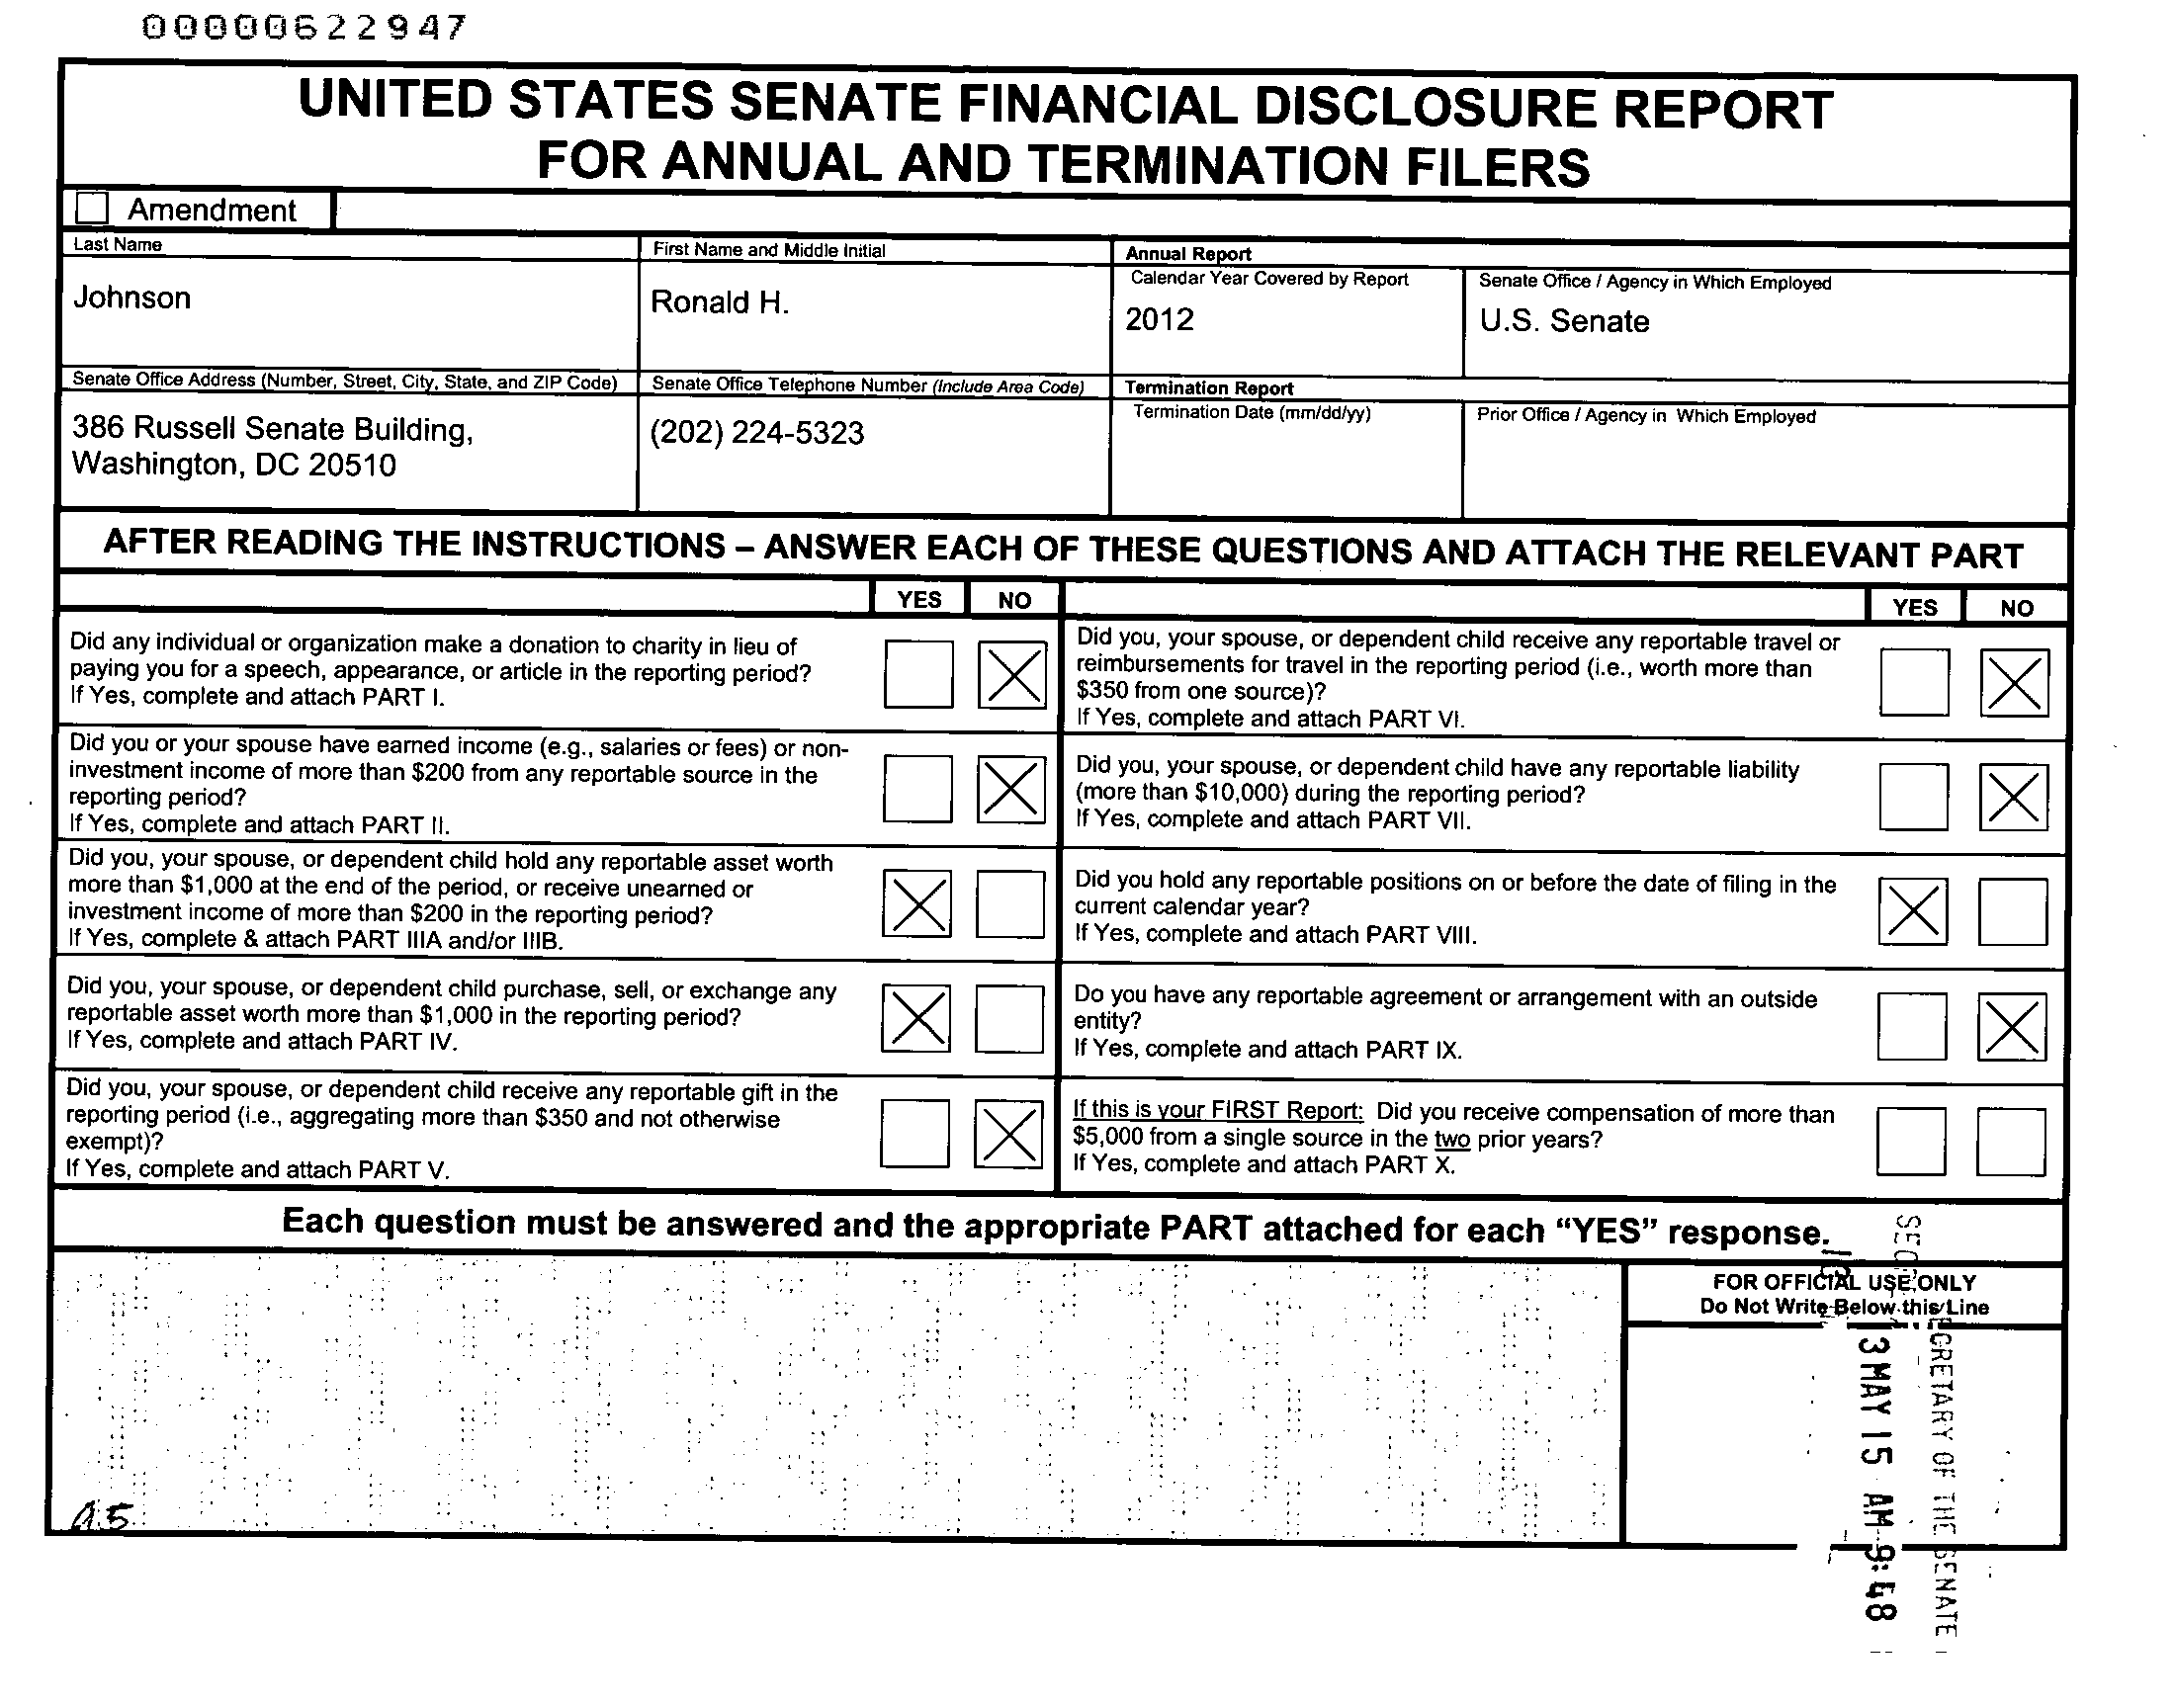 00000622947
UNITED STATES SENATE FINANCIAL DISCLOSURE REPORT
FOR ANNUAL AND TERMINATION FILERS
Amendment
Last Name
First Name and Middle Initial
Annual Report
Calendar Year Covered by Report
Senate Office / Agency in Which Employed
Johnson
Ronald H.
2012
U.S. Senate
Senate Office Address (Number, Street, City, State, and ZIP Code)
Senate Office Telephone Number (Include Area Code)
Termination Report
Termination Date (mm/dd/yy)
Prior Office / Agency in Which Employed
386 Russell Senate Building,
Washington, DC 20510
(202) 224-5323
AFTER READING THE INSTRUCTIONS – ANSWER EACH OF THESE QUESTIONS AND ATTACH THE RELEVANT PART
YES NO
Did any individual or organization make a donation to charity in lieu of
paying you for a speech, appearance, or article in the reporting period?
If Yes, complete and attach PART I.
Did you or your spouse have earned income (e.g., salaries or fees) or non-
investment income of more than $200 from any reportable source in the
reporting period?
If Yes, complete and attach PART II.
Did you, your spouse, or dependent child hold any reportable asset worth
more than $1,000 at the end of the period, or receive unearned or
investment income of more than $200 in the reporting period?
If Yes, complete & attach PART IIIA and/or IIIB.
Did you, your spouse, or dependent child purchase, sell, or exchange any
reportable asset worth more than $1,000 in the reporting period?
If Yes, complete and attach PART IV.
Did you, your spouse, or dependent child receive any reportable gift in the
reporting period (i.e., aggregating more than $350 and not otherwise
exempt)?
If Yes, complete and attach PART V.
YES NO
Did you, your spouse, or dependent child receive any reportable travel or
reimbursements for travel in the reporting period (i.e., worth more than
$350 from one source)?
If Yes, complete and attach PART VI.
Did you, your spouse, or dependent child have any reportable liability
(more than $10,000) during the reporting period?
If Yes, complete and attach PART VII.
Did you hold any reportable positions on or before the date of filing in the
current calendar year?
If Yes, complete and attach PART VIII.
Do you have any reportable agreement or arrangement with an outside
entity?
If Yes, complete and attach PART IX.
If this is your FIRST Report: Did you receive compensation of more than
$5,000 from a single source in the two prior years?
If Yes, complete and attach PART X.
Each question must be answered and the appropriate PART attached for each “YES” response.
FOR OFFICIAL USE ONLY
Do Not Write Below this Line
SECRETARY OF THE SENATE
13 MAY 15 AM 9:48